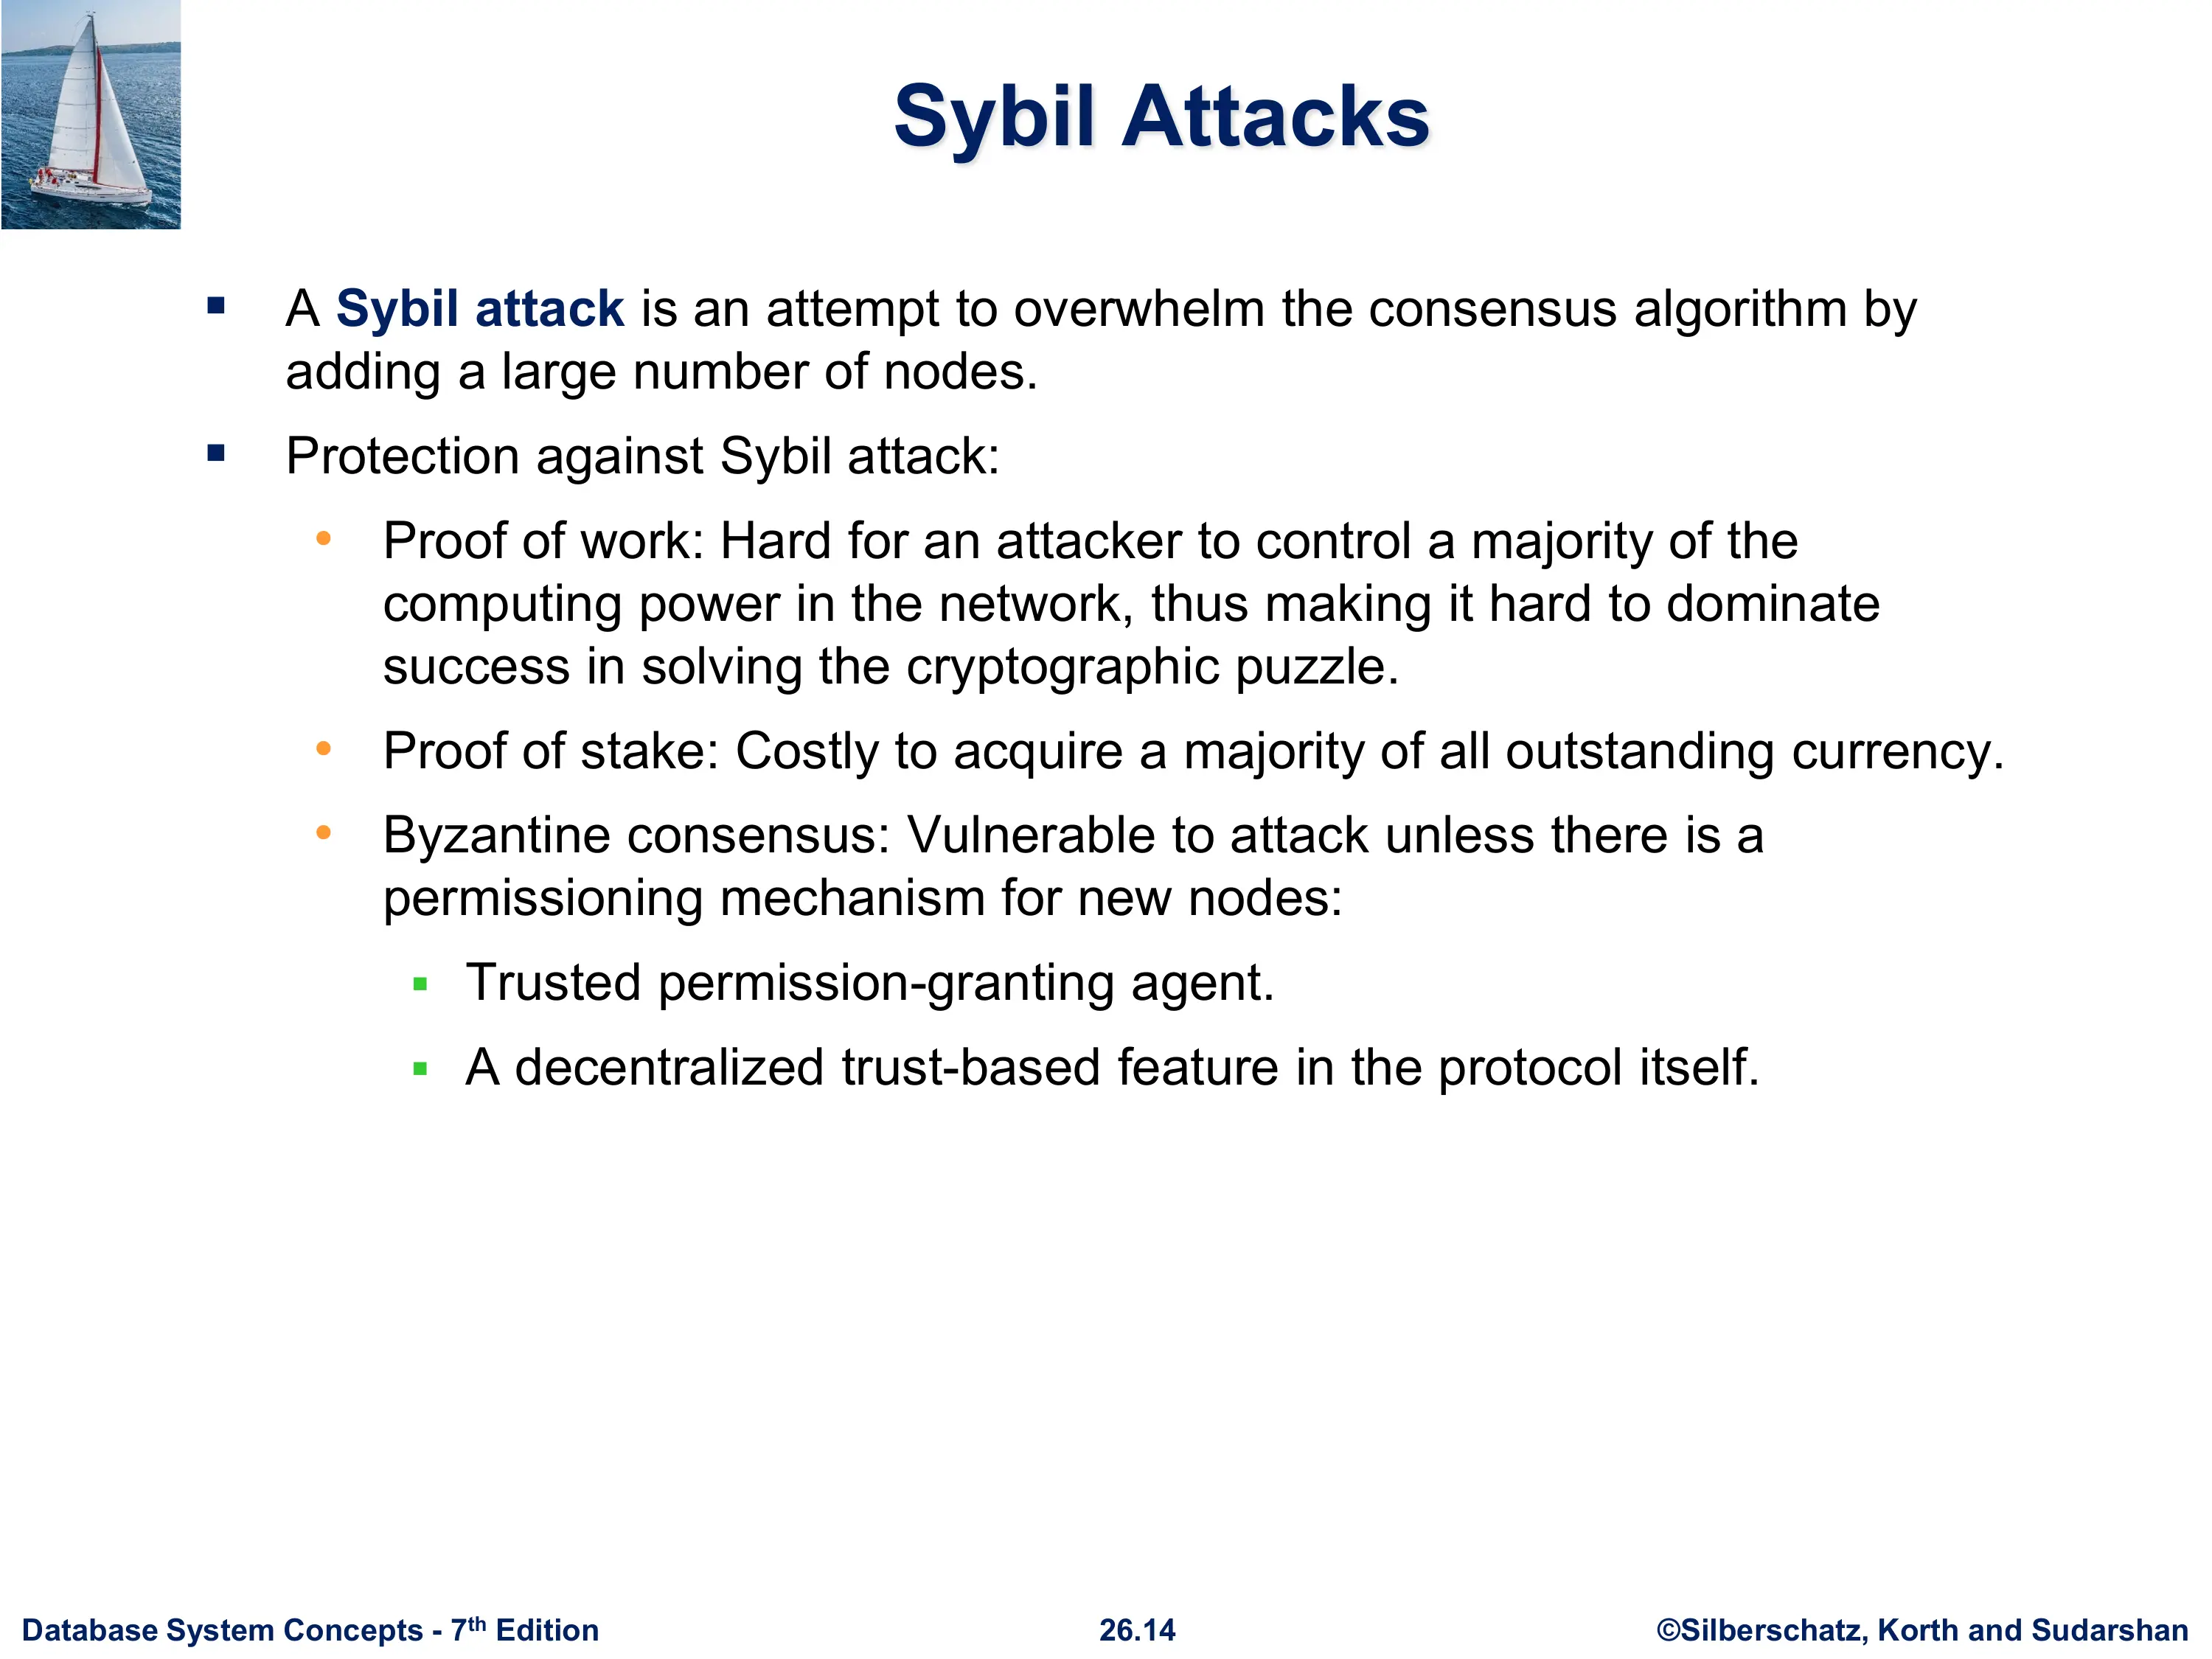 Sybil Attacks
▪ A Sybil attack is an attempt to overwhelm the consensus algorithm by
adding a large number of nodes.
▪ Protection against Sybil attack:
• Proof of work: Hard for an attacker to control a majority of the
computing power in the network, thus making it hard to dominate
success in solving the cryptographic puzzle.
• Proof of stake: Costly to acquire a majority of all outstanding currency.
• Byzantine consensus: Vulnerable to attack unless there is a
permissioning mechanism for new nodes:
▪ Trusted permission-granting agent.
▪ A decentralized trust-based feature in the protocol itself.
Database System Concepts - 7th Edition
26.14
©Silberschatz, Korth and Sudarshan